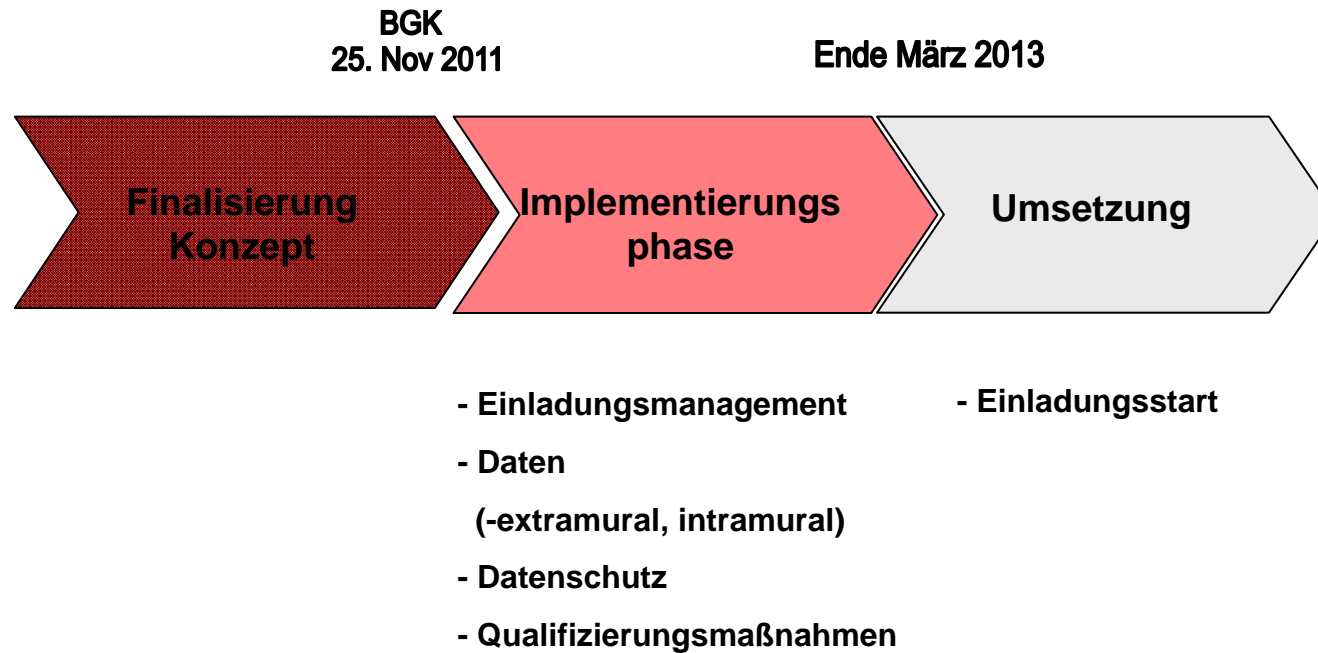 BGK
25. Nov 2011
Ende März 2013
Finalisierung
Konzept
Implementierungs
phase
Umsetzung
- Einladungsmanagement
- Daten
(-extramural, intramural)
- Datenschutz
- Qualifizierungsmaßnahmen
- Einladungsstart